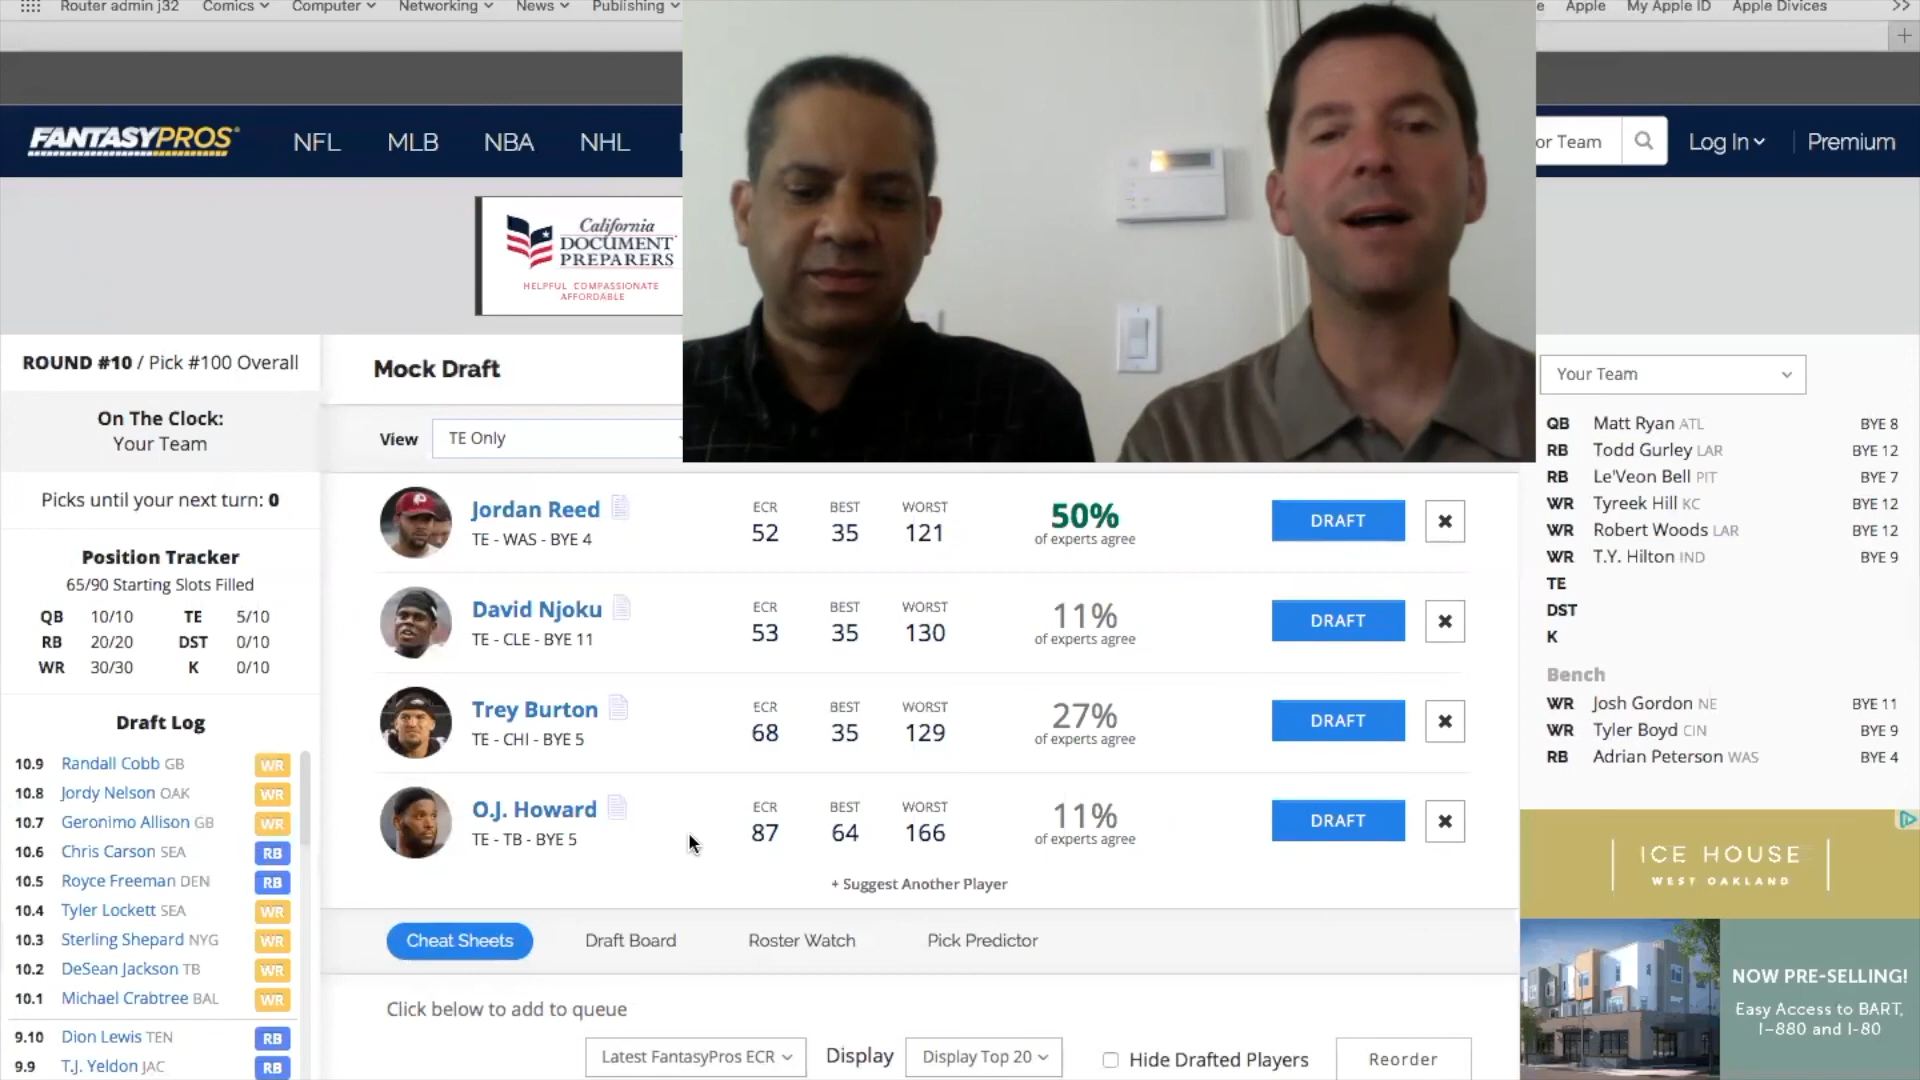 Router admin j32 Comics Computer Networking News Publishing
Apple My Apple ID Apple Divices
FANTASYPROS NFL MLB NBA NHL
or Team Log In Premium
California
DOCUMENT
PREPARERS
HELPFUL COMPASSIONATE
AFFORDABLE
ROUND #10 / Pick #100 Overall
On The Clock:
Your Team
Picks until your next turn: 0
Position Tracker
65/90 Starting Slots Filled
QB 10/10 TE 5/10
RB 20/20 DST 0/10
WR 30/30 K 0/10
Draft Log
10.9 Randall Cobb GB WR
10.8 Jordy Nelson OAK WR
10.7 Geronimo Allison GB WR
10.6 Chris Carson SEA RB
10.5 Royce Freeman DEN RB
10.4 Tyler Lockett SEA WR
10.3 Sterling Shepard NYG WR
10.2 DeSean Jackson TB WR
10.1 Michael Crabtree BAL WR
9.10 Dion Lewis TEN RB
9.9 T.J. Yeldon JAC RB
Mock Draft
View TE Only
Jordan Reed ECR BEST WORST 50% DRAFT
TE - WAS - BYE 4 52 35 121 of experts agree
David Njoku ECR BEST WORST 11% DRAFT
TE - CLE - BYE 11 53 35 130 of experts agree
Trey Burton ECR BEST WORST 27% DRAFT
TE - CHI - BYE 5 68 35 129 of experts agree
O.J. Howard ECR BEST WORST 11% DRAFT
TE - TB - BYE 5 87 64 166 of experts agree
+ Suggest Another Player
Cheat Sheets Draft Board Roster Watch Pick Predictor
Click below to add to queue
Latest FantasyPros ECR Display Display Top 20 Hide Drafted Players Reorder
Your Team
QB Matt Ryan ATL BYE 8
RB Todd Gurley LAR BYE 12
RB Le'Veon Bell PIT BYE 7
WR Tyreek Hill KC BYE 12
WR Robert Woods LAR BYE 12
WR T.Y. Hilton IND BYE 9
TE
DST
K
Bench
WR Josh Gordon NE BYE 11
WR Tyler Boyd CIN BYE 9
RB Adrian Peterson WAS BYE 4
ICE HOUSE
WEST OAKLAND
NOW PRE-SELLING!
Easy Access to BART,
I-880 and I-80